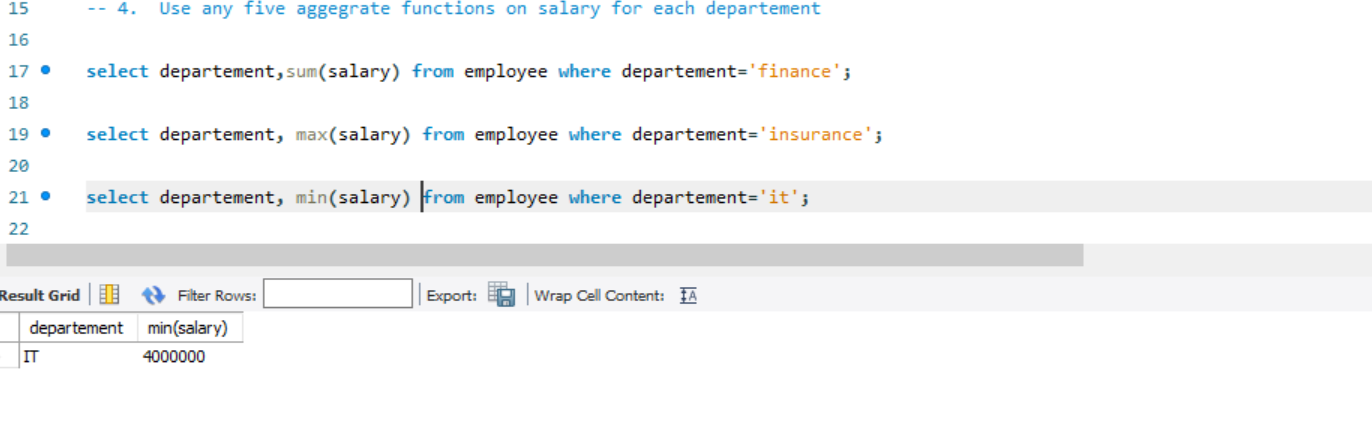 15 -- 4. Use any five aggegrate functions on salary for each departement
16
17 select departement,sum(salary) from employee where departement='finance';
18
19 select departement, max(salary) from employee where departement='insurance';
20
21 select departement, min(salary) from employee where departement='it';
22
Result Grid Filter Rows: Export: Wrap Cell Content: IA
departement min(salary)
IT 4000000